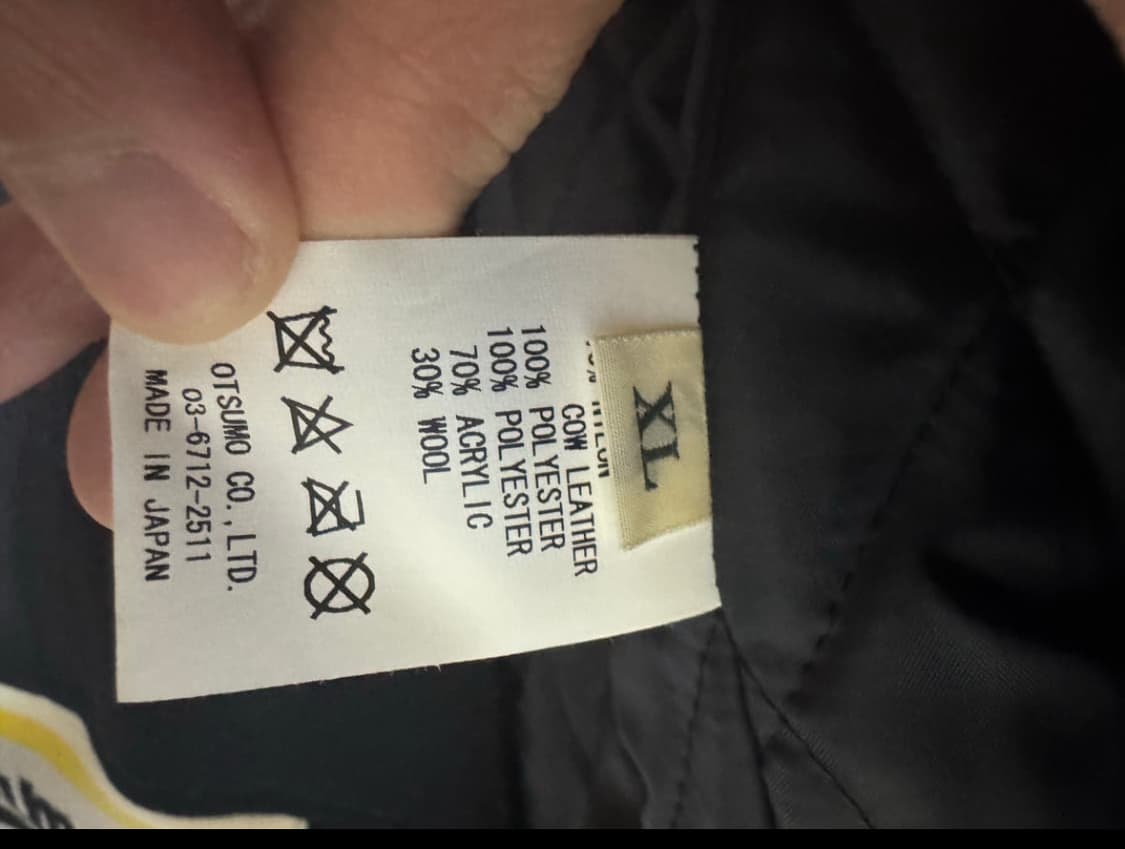 XL
NYLON
COW LEATHER
100% POLYESTER
100% POLYESTER
70% ACRYLIC
30% WOOL
OTSUMO CO.,LTD.
03-6712-2511
MADE IN JAPAN